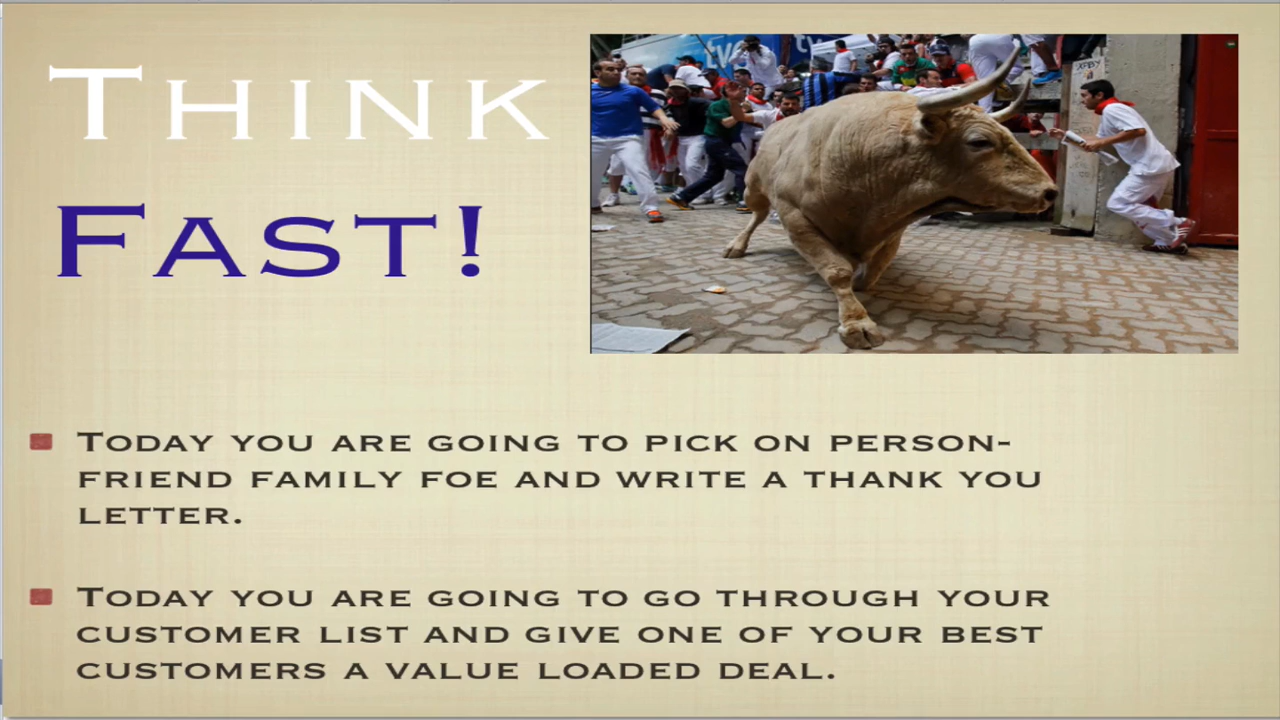 Think
Fast!
tve
tv
Today you are going to pick on person-
friend family foe and write a thank you
letter.
Today you are going to go through your
customer list and give one of your best
customers a value loaded deal.